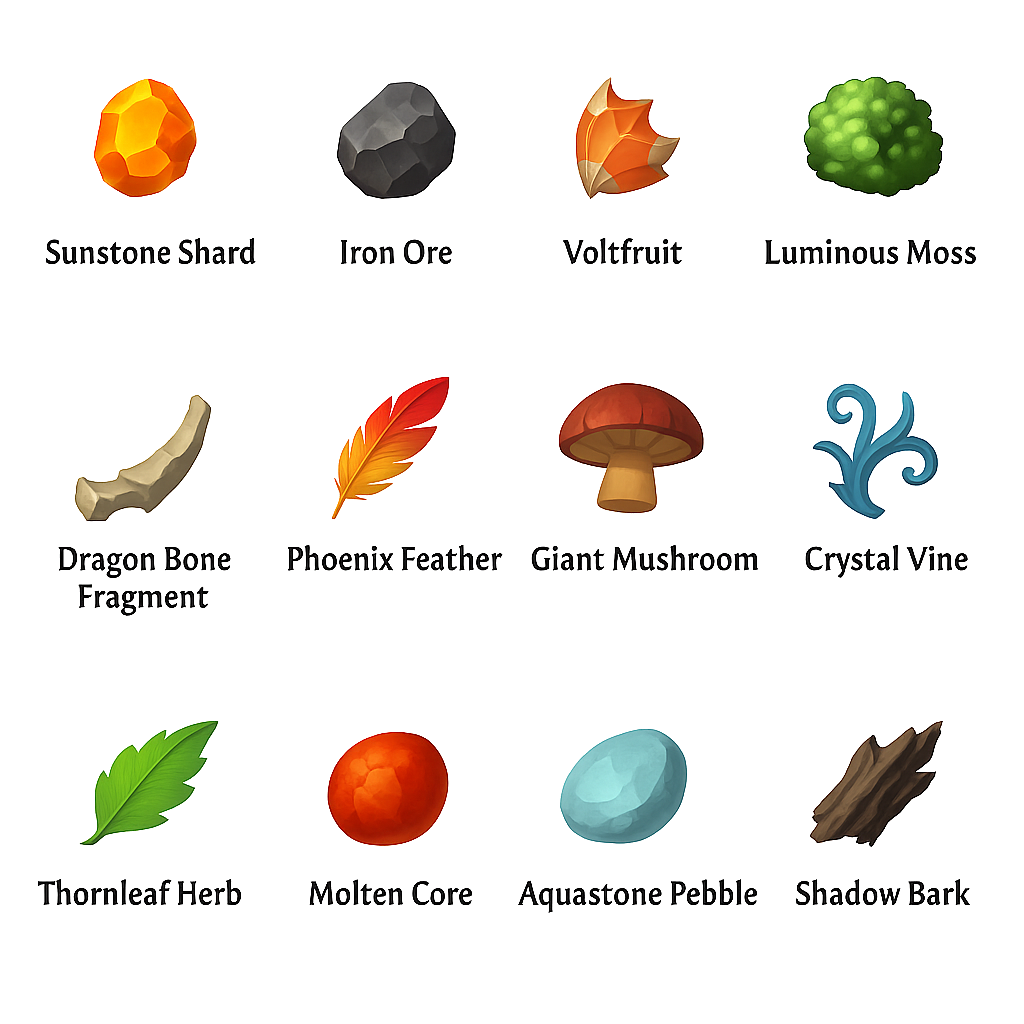 Sunstone Shard
Iron Ore
Voltfruit
Luminous Moss
Dragon Bone
Fragment
Phoenix Feather
Giant Mushroom
Crystal Vine
Thornleaf Herb
Molten Core
Aquastone Pebble
Shadow Bark